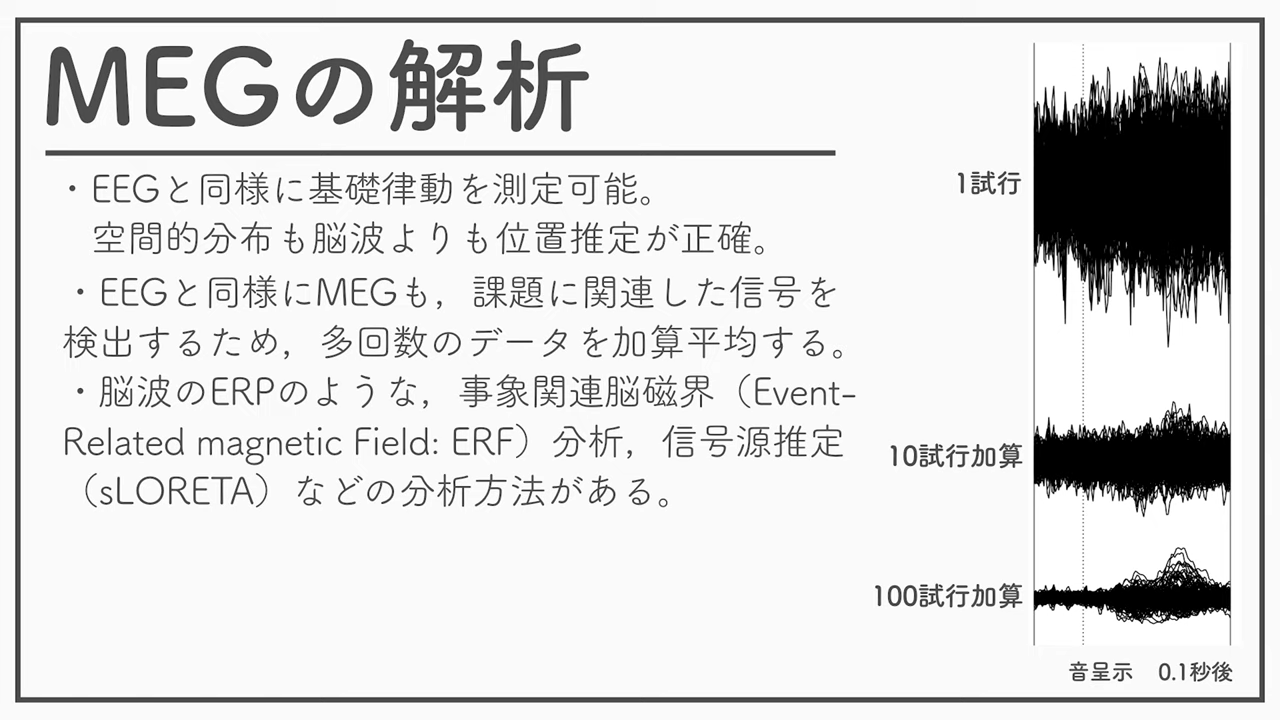 MEGの解析
・EEGと同様に基礎律動を測定可能。
空間的分布も脳波よりも位置推定が正確。
・EEGと同様にMEGも，課題に関連した信号を
検出するため，多回数のデータを加算平均する。
・脳波のERPのような，事象関連脳磁界（Event-
Related magnetic Field: ERF）分析，信号源推定
（sLORETA）などの分析方法がある。
1試行
10試行加算
100試行加算
音呈示 0.1秒後